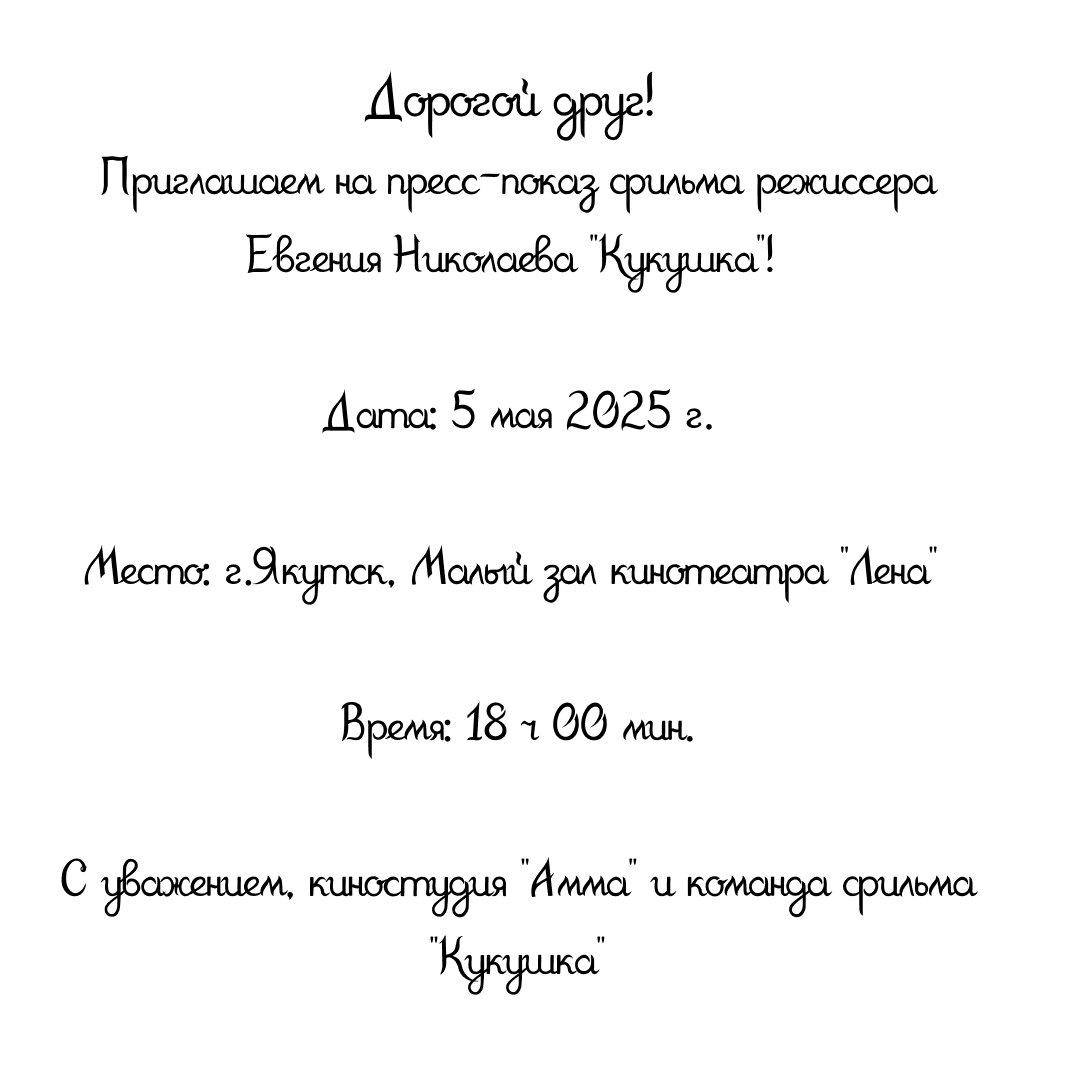 Дорогой друг!
Приглашаем на пресс-показ фильма режиссера
Евгения Николаева "Кукушка"!
Дата: 5 мая 2025 г.
Место: г.Якутск, Малый зал кинотеатра "Лена"
Время: 18 ч 00 мин.
С уважением, киностудия "Амма" и команда фильма
"Кукушка"